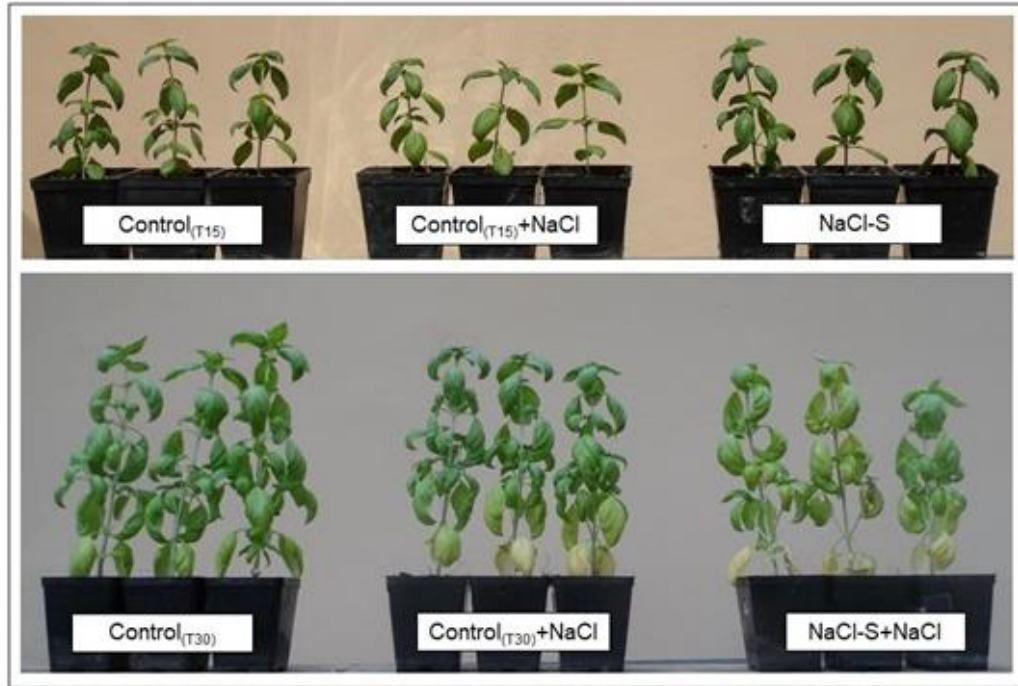 Control(T15)
Control(T15)+NaCl
NaCl-S
Control(T30)
Control(T30)+NaCl
NaCl-S+NaCl